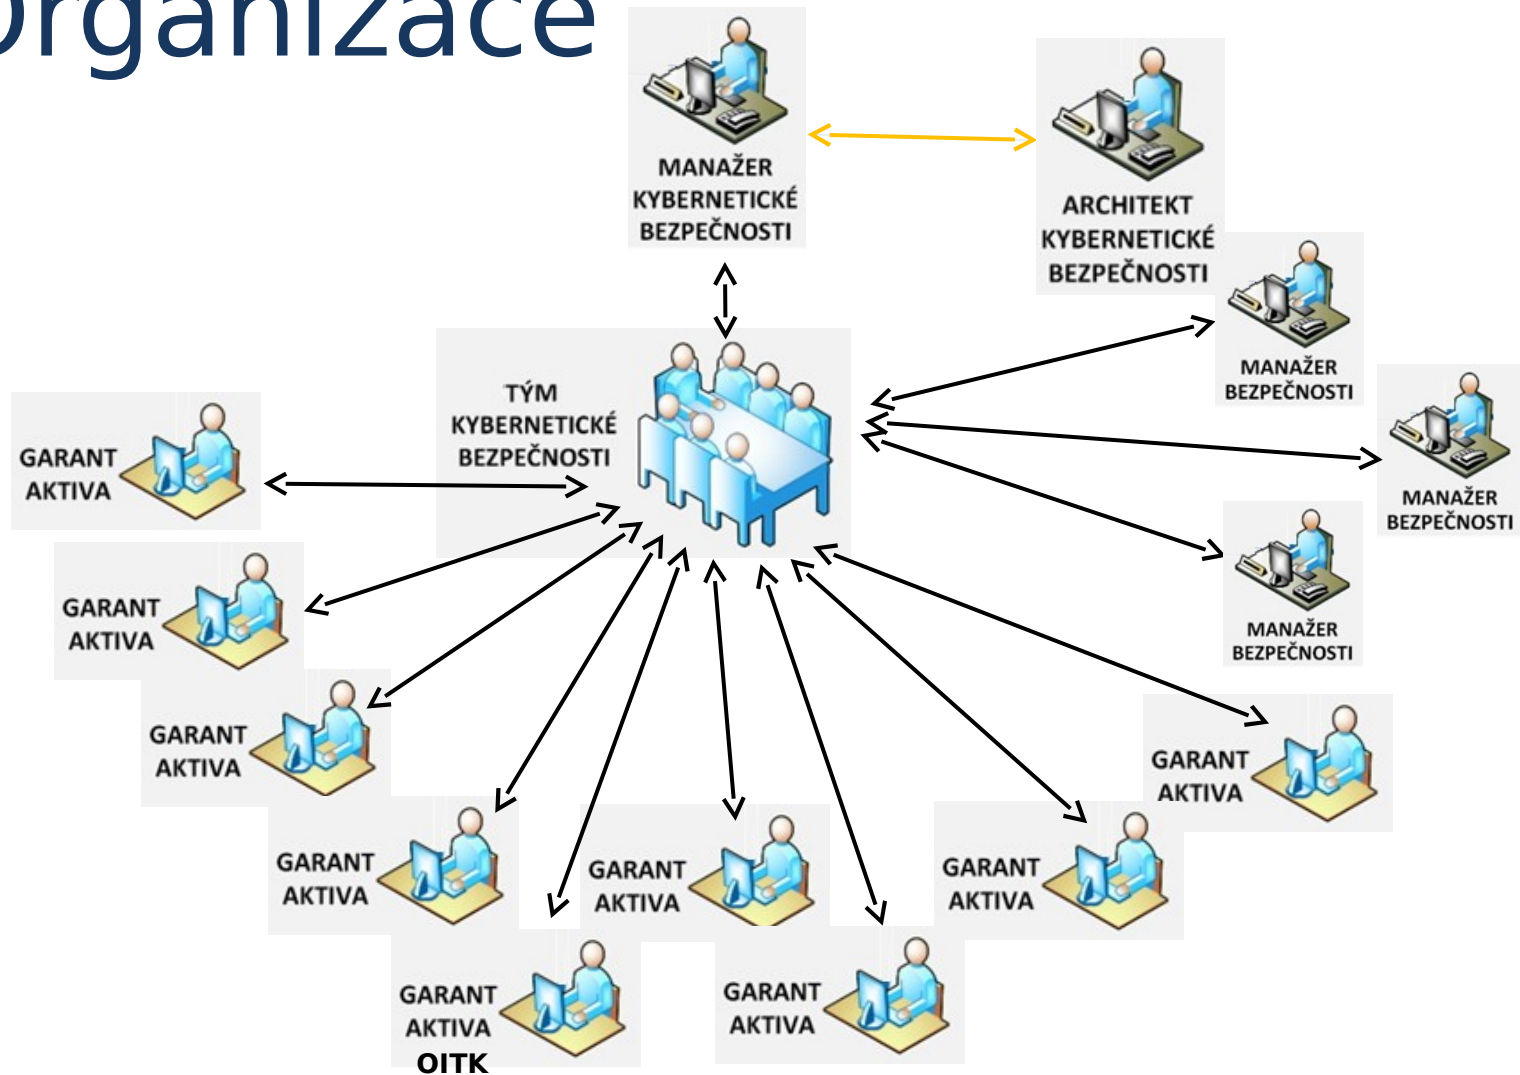 Organizace
MANAŽER
KYBERNETICKÉ
BEZPEČNOSTI
ARCHITEKT
KYBERNETICKÉ
BEZPEČNOSTI
MANAŽER
BEZPEČNOSTI
TÝM
KYBERNETICKÉ
BEZPEČNOSTI
MANAŽER
BEZPEČNOSTI
GARANT
AKTIVA
MANAŽER
BEZPEČNOSTI
GARANT
AKTIVA
GARANT
AKTIVA
GARANT
AKTIVA
GARANT
AKTIVA
GARANT
AKTIVA
GARANT
AKTIVA
GARANT
AKTIVA
OITK
GARANT
AKTIVA